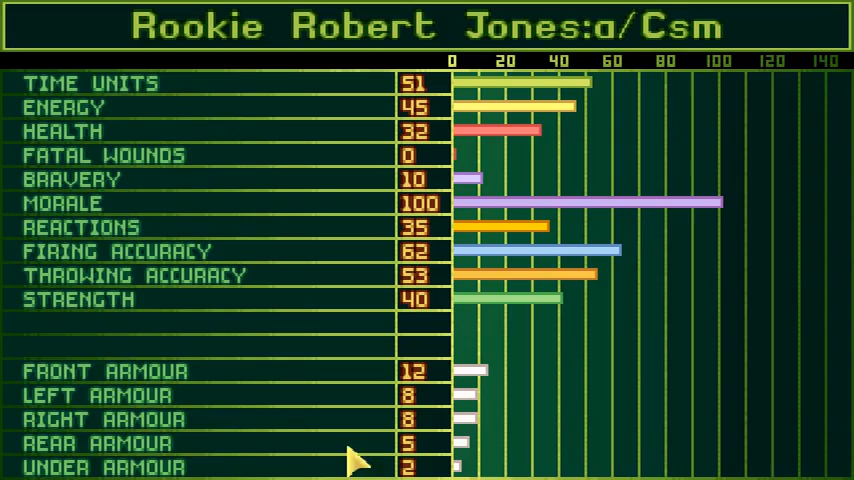 Rookie Robert Jones:a/Csm
0 20 40 60 80 100 120 140
TIME UNITS 51
ENERGY 45
HEALTH 32
FATAL WOUNDS 0
BRAVERY 10
MORALE 100
REACTIONS 35
FIRING ACCURACY 62
THROWING ACCURACY 53
STRENGTH 40
FRONT ARMOUR 12
LEFT ARMOUR 8
RIGHT ARMOUR 8
REAR ARMOUR 5
UNDER ARMOUR 2